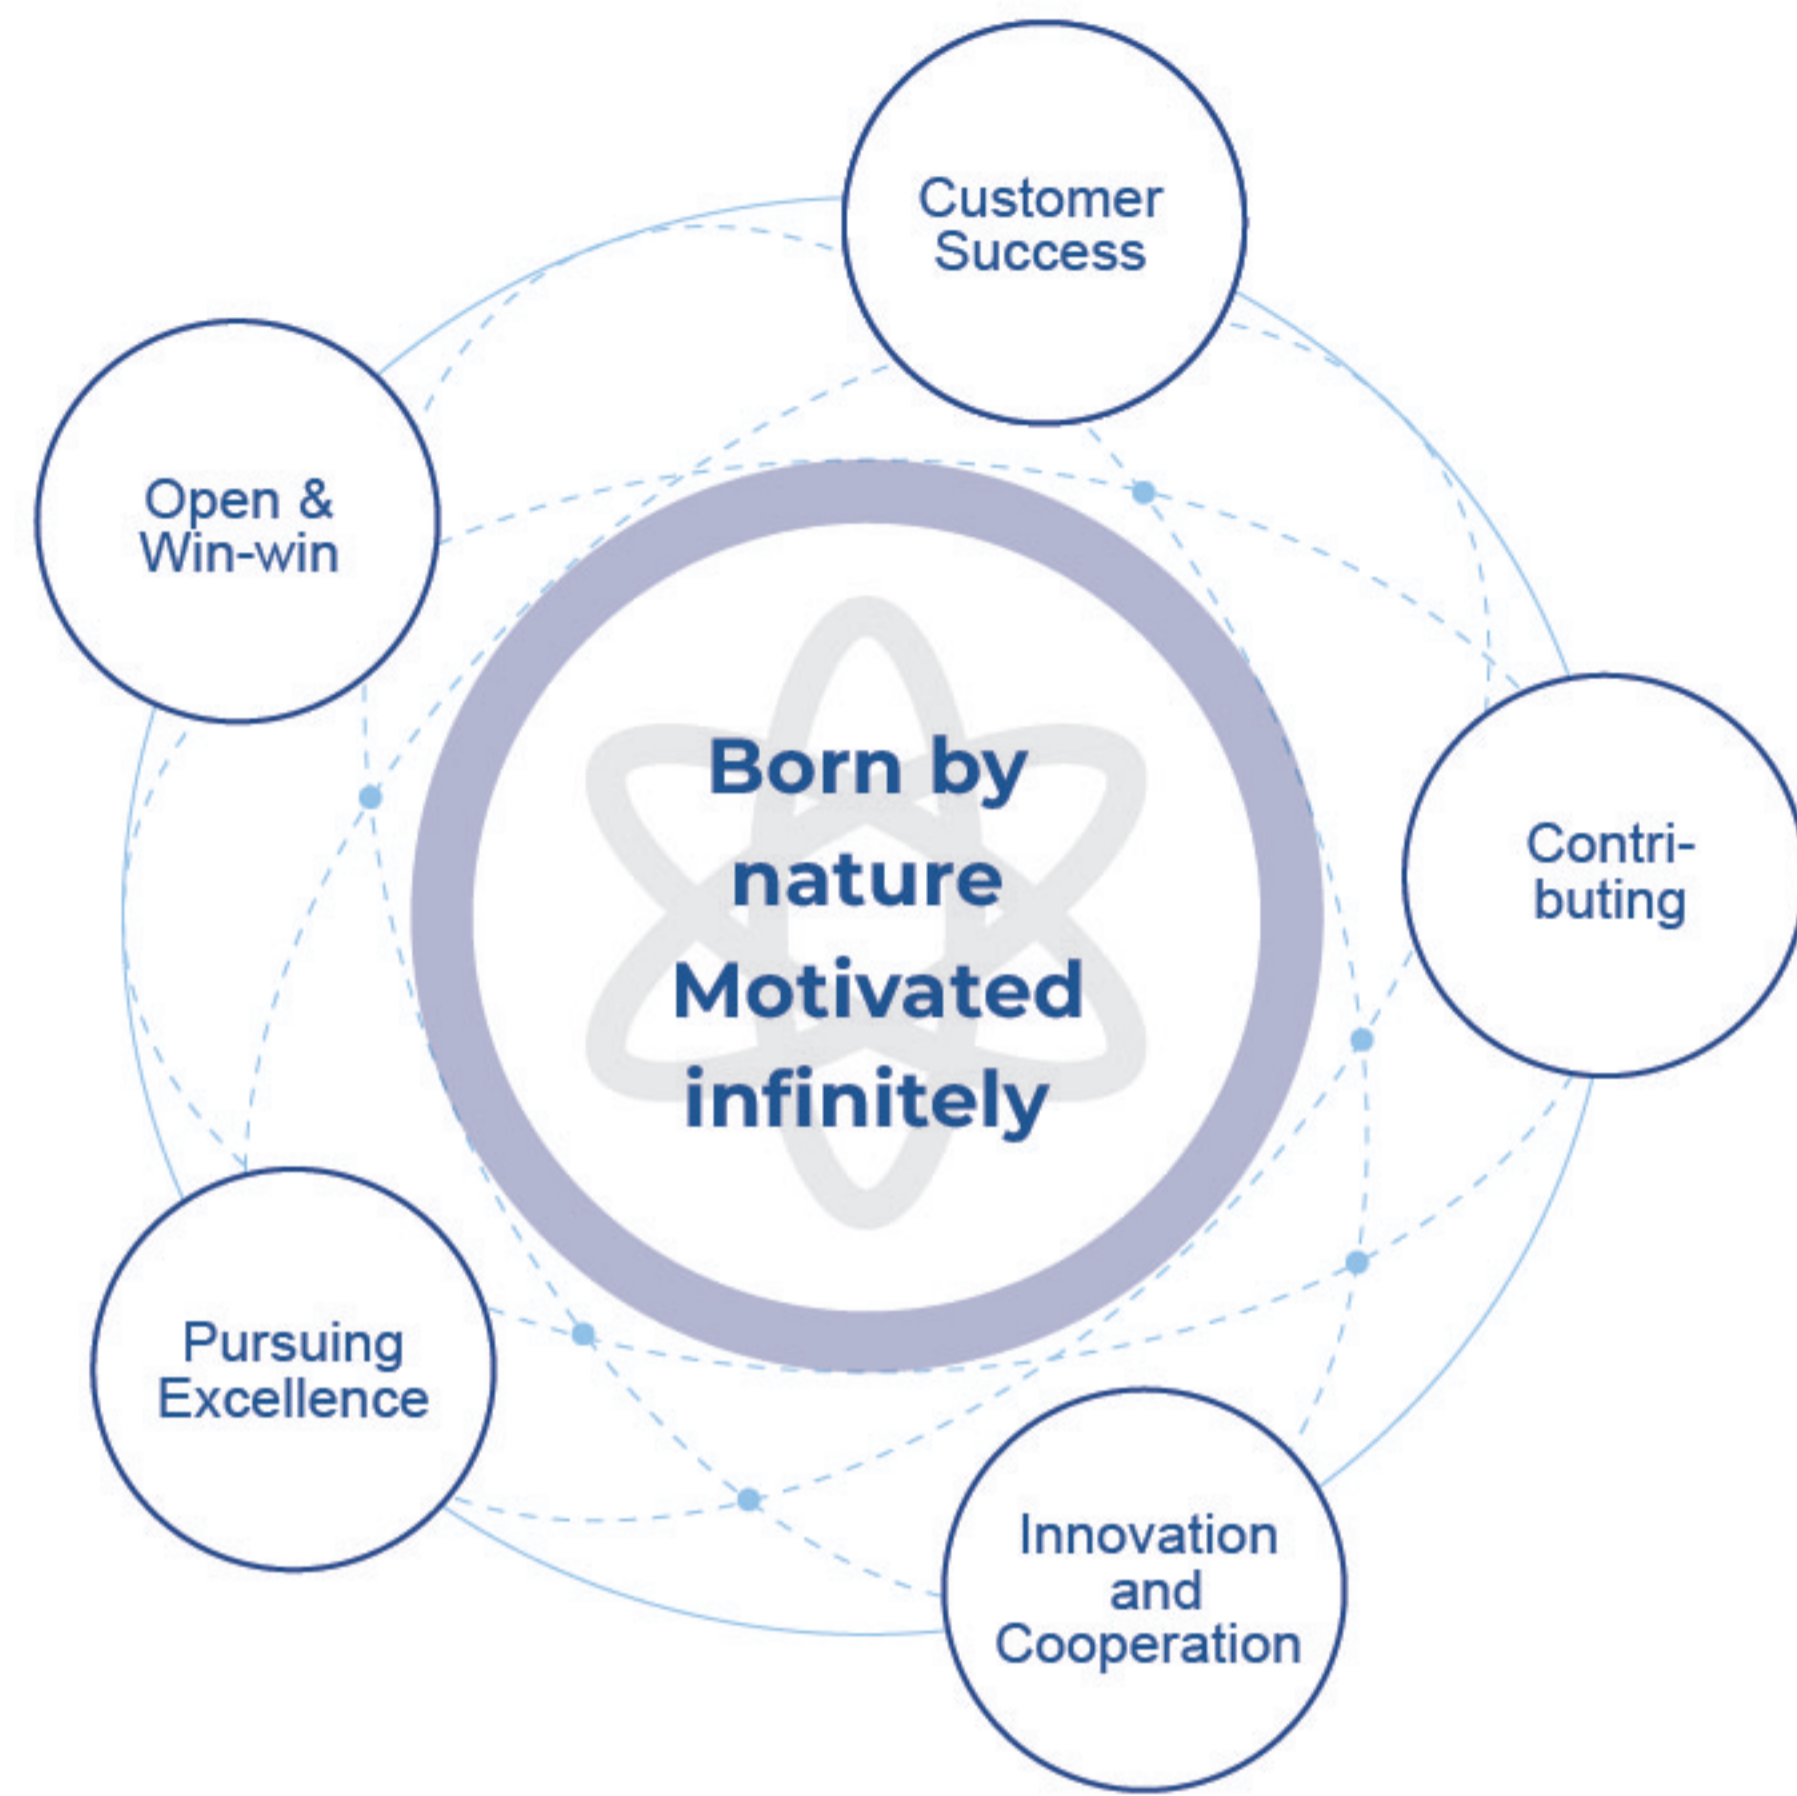 Customer
Success
Open &
Win-win
Born by
nature
Motivated
infinitely
Contri-
buting
Pursuing
Excellence
Innovation
and
Cooperation